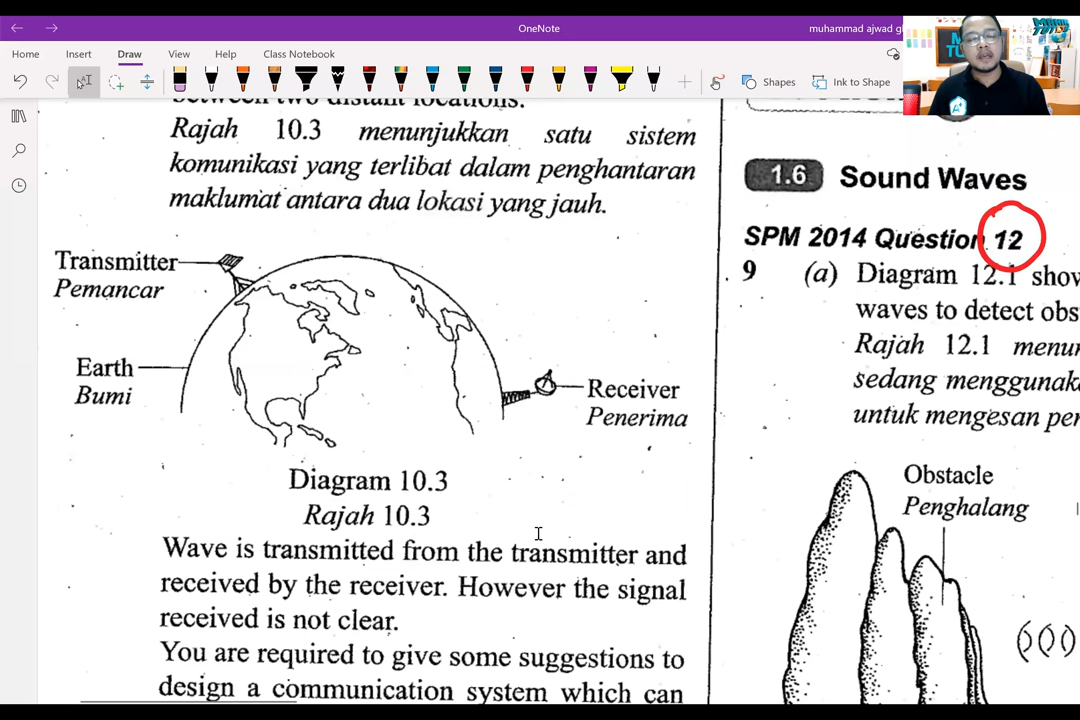 OneNote
muhammad ajwad g
Home Insert Draw View Help Class Notebook
Shapes Ink to Shape
between two distant locations.
Rajah 10.3 menunjukkan satu sistem
komunikasi yang terlibat dalam penghantaran
maklumat antara dua lokasi yang jauh.
Transmitter
Pemancar
Earth
Bumi
Receiver
Penerima
Diagram 10.3
Rajah 10.3
Wave is transmitted from the transmitter and
received by the receiver. However the signal
received is not clear.
You are required to give some suggestions to
design a communication system which can
1.6 Sound Waves
SPM 2014 Question 12
9 (a) Diagram 12.1 show
waves to detect obs
Rajah 12.1 menun
sedang menggunak
untuk mengesan pen
Obstacle
Penghalang